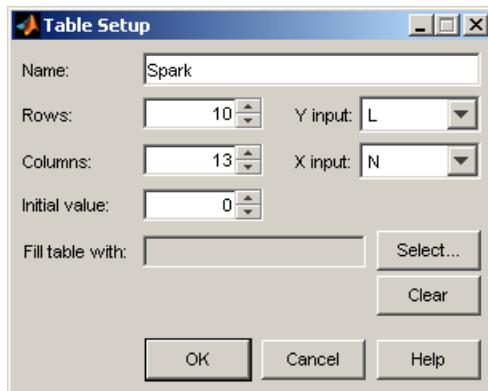 Table Setup
Name: Spark
Rows: 10 Y input: L
Columns: 13 X input: N
Initial value: 0
Fill table with: Select...
Clear
OK Cancel Help